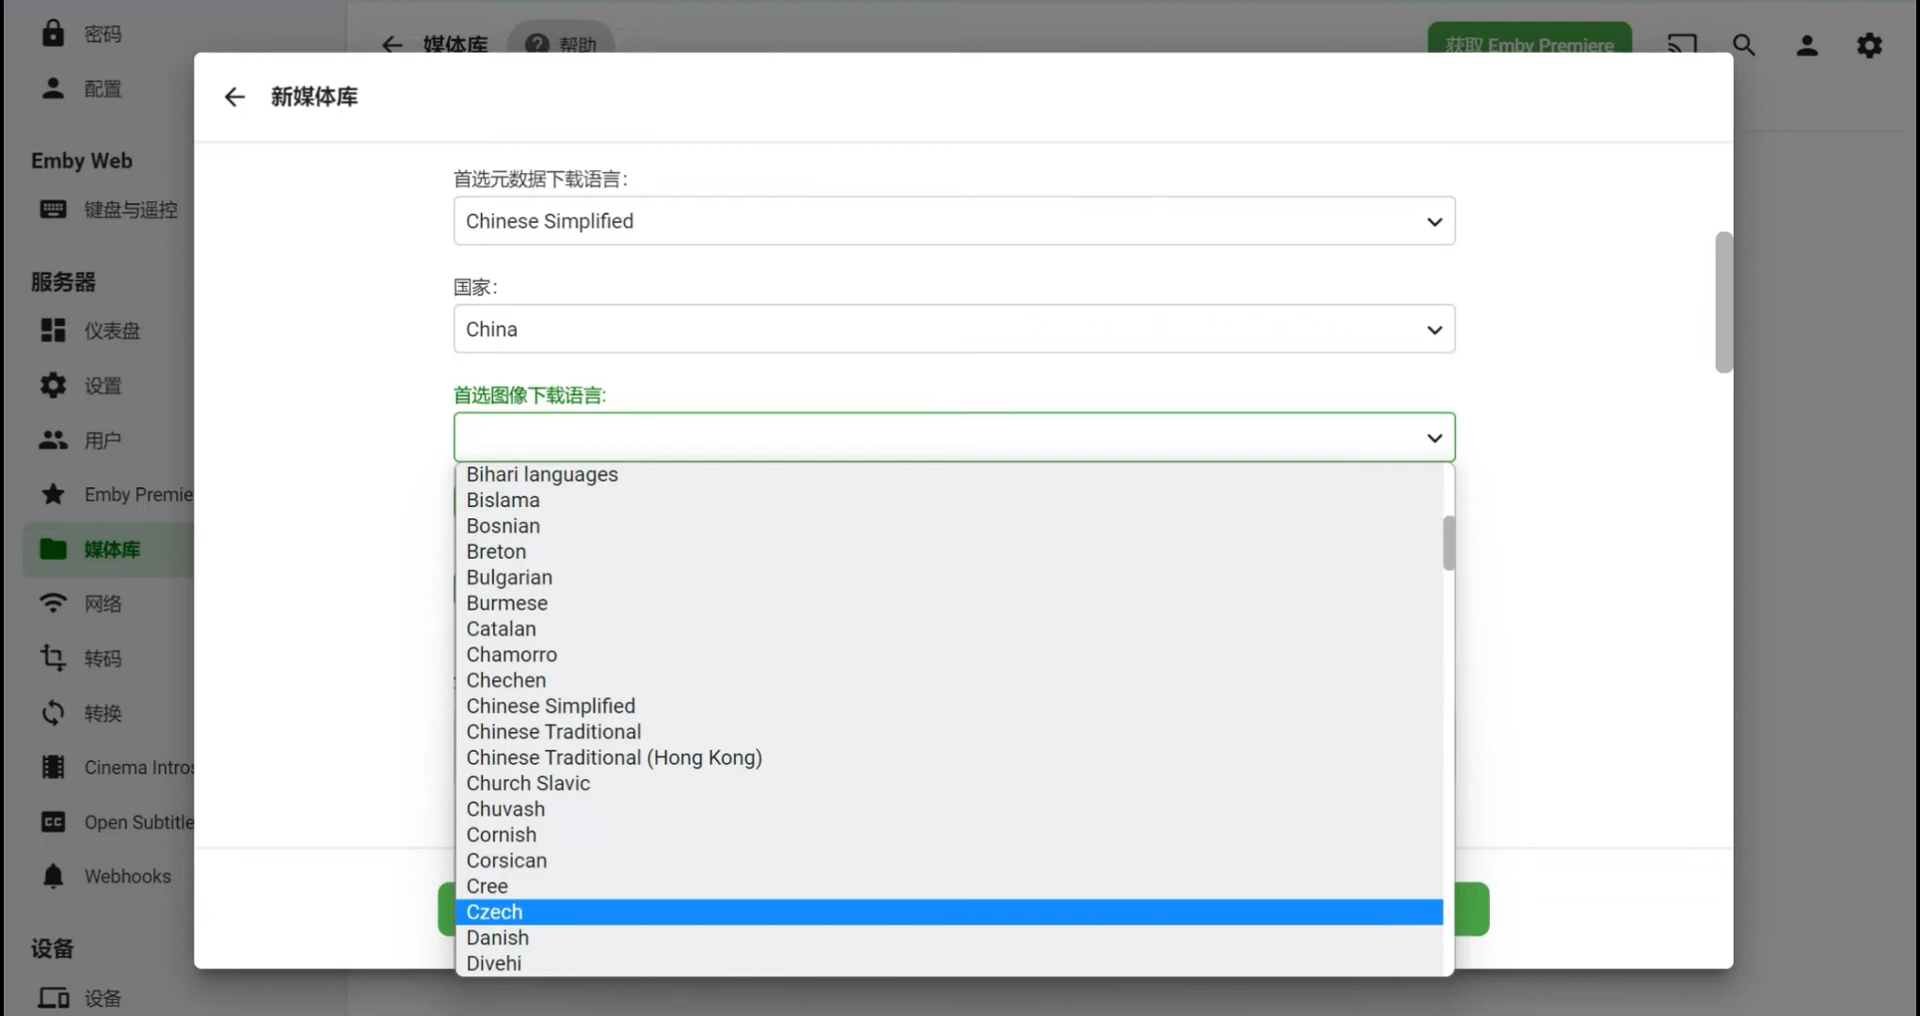 密码
配置
Emby Web
键盘与遥控
服务器
仪表盘
设置
用户
Emby Premie
媒体库
网络
转码
转换
Cinema Intros
Open Subtitle
Webhooks
设备
设备
媒体库
帮助
获取 Emby Premiere
新媒体库
首选元数据下载语言:
Chinese Simplified
国家:
China
首选图像下载语言:
Bihari languages
Bislama
Bosnian
Breton
Bulgarian
Burmese
Catalan
Chamorro
Chechen
Chinese Simplified
Chinese Traditional
Chinese Traditional (Hong Kong)
Church Slavic
Chuvash
Cornish
Corsican
Cree
Czech
Danish
Divehi